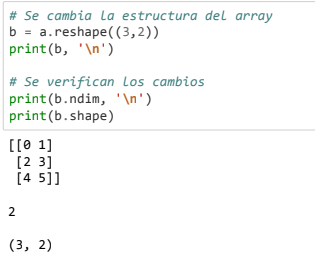 # Se cambia la estructura del array
b = a.reshape((3,2))
print(b, '\n')
# Se verifican los cambios
print(b.ndim, '\n')
print(b.shape)
[[0 1]
 [2 3]
 [4 5]]
2
(3, 2)